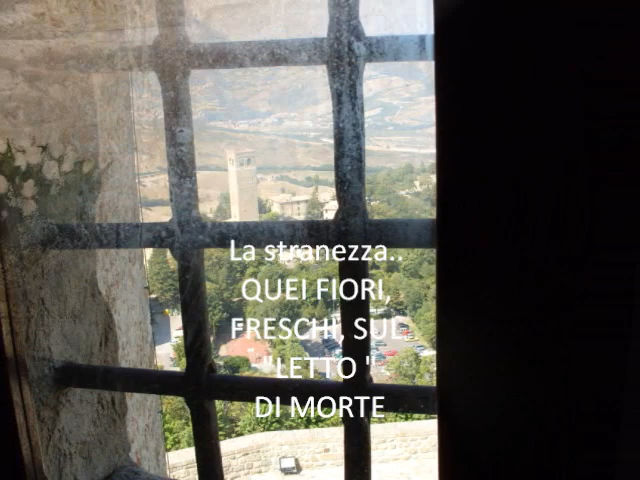 La stranezza..
QUEI FIORI,
FRESCHI, SUL
"LETTO '
DI MORTE